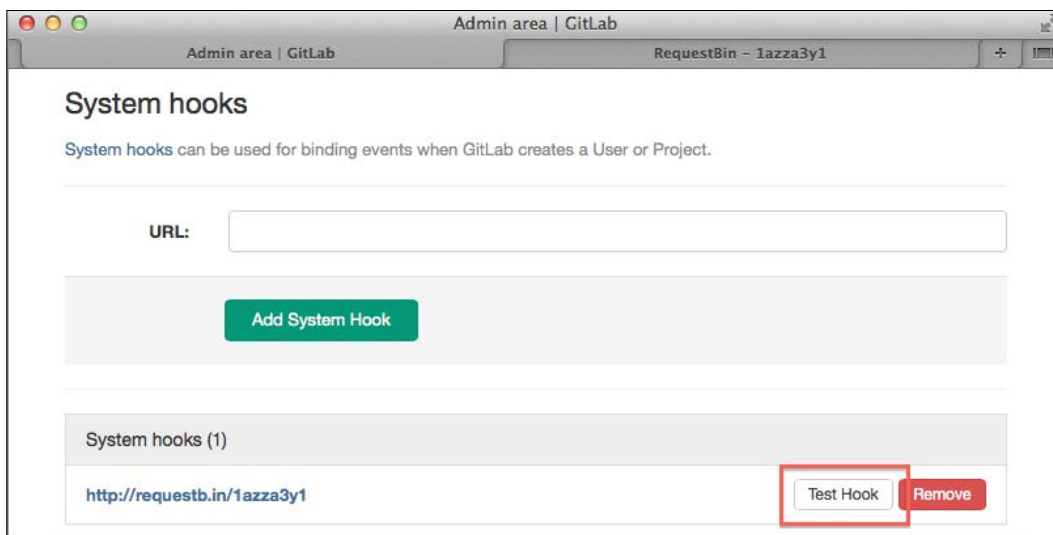 Admin area | GitLab
Admin area | GitLab
RequestBin – 1azza3y1
System hooks
System hooks can be used for binding events when GitLab creates a User or Project.
URL:
Add System Hook
System hooks (1)
http://requestb.in/1azza3y1
Test Hook
Remove